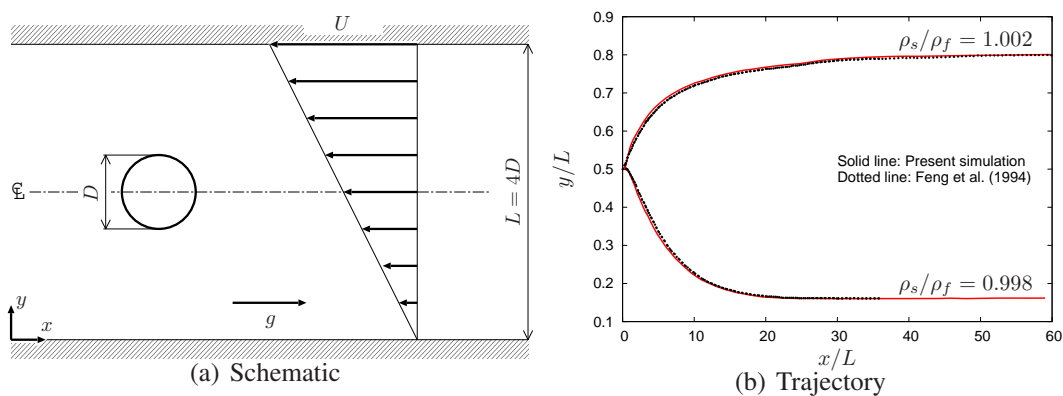 U
℄
D
L = 4D
y
x
g
(a) Schematic
0.9
0.8
0.7
0.6
0.5
0.4
0.3
0.2
0.1
y/L
ρs/ρf = 1.002
Solid line: Present simulation
Dotted line: Feng et al. (1994)
ρs/ρf = 0.998
0 10 20 30 40 50 60
x/L
(b) Trajectory